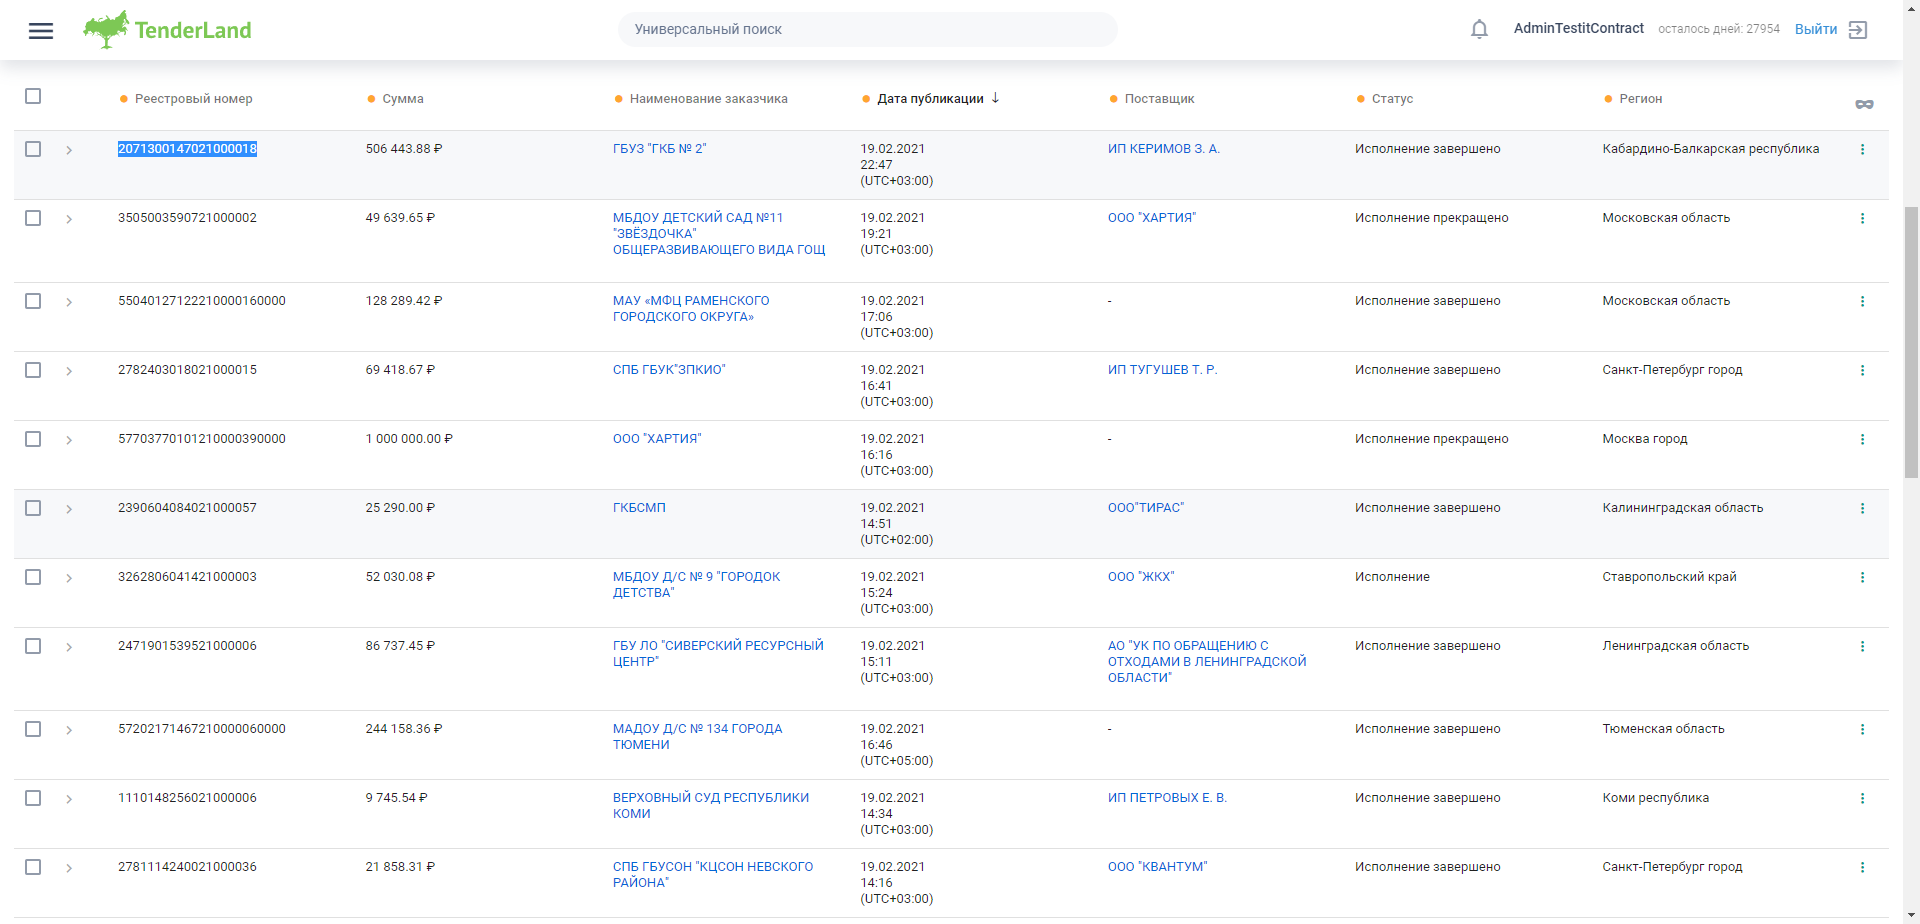 TenderLand
Универсальный поиск
AdminTestitContract
осталось дней: 27954
Выйти
Реестровый номер
Сумма
Наименование заказчика
Дата публикации
Поставщик
Статус
Регион
2071300147021000018
506 443.88 ₽
ГБУЗ "ГКБ № 2"
19.02.2021
22:47
(UTC+03:00)
ИП КЕРИМОВ З. А.
Исполнение завершено
Кабардино-Балкарская республика
3505003590721000002
49 639.65 ₽
МБДОУ ДЕТСКИЙ САД №11
"ЗВЁЗДОЧКА"
ОБЩЕРАЗВИВАЮЩЕГО ВИДА ГОЩ
19.02.2021
19:21
(UTC+03:00)
ООО "ХАРТИЯ"
Исполнение прекращено
Московская область
55040127122210000160000
128 289.42 ₽
МАУ «МФЦ РАМЕНСКОГО
ГОРОДСКОГО ОКРУГА»
19.02.2021
17:06
(UTC+03:00)
-
Исполнение завершено
Московская область
2782403018021000015
69 418.67 ₽
СПБ ГБУК"ЗПКИО"
19.02.2021
16:41
(UTC+03:00)
ИП ТУГУШЕВ Т. Р.
Исполнение завершено
Санкт-Петербург город
57703770101210000390000
1 000 000.00 ₽
ООО "ХАРТИЯ"
19.02.2021
16:16
(UTC+03:00)
-
Исполнение прекращено
Москва город
2390604084021000057
25 290.00 ₽
ГКБСМП
19.02.2021
14:51
(UTC+02:00)
ООО"ТИРАС"
Исполнение завершено
Калининградская область
3262806041421000003
52 030.08 ₽
МБДОУ Д/С № 9 "ГОРОДОК
ДЕТСТВА"
19.02.2021
15:24
(UTC+03:00)
ООО "ЖКХ"
Исполнение
Ставропольский край
2471901539521000006
86 737.45 ₽
ГБУ ЛО "СИВЕРСКИЙ РЕСУРСНЫЙ
ЦЕНТР"
19.02.2021
15:11
(UTC+03:00)
АО "УК ПО ОБРАЩЕНИЮ С
ОТХОДАМИ В ЛЕНИНГРАДСКОЙ
ОБЛАСТИ"
Исполнение завершено
Ленинградская область
57202171467210000060000
244 158.36 ₽
МАДОУ Д/С № 134 ГОРОДА
ТЮМЕНИ
19.02.2021
16:46
(UTC+05:00)
-
Исполнение завершено
Тюменская область
1110148256021000006
9 745.54 ₽
ВЕРХОВНЫЙ СУД РЕСПУБЛИКИ
КОМИ
19.02.2021
14:34
(UTC+03:00)
ИП ПЕТРОВЫХ Е. В.
Исполнение завершено
Коми республика
2781114240021000036
21 858.31 ₽
СПБ ГБУСОН "КЦСОН НЕВСКОГО
РАЙОНА"
19.02.2021
14:16
(UTC+03:00)
ООО "КВАНТУМ"
Исполнение завершено
Санкт-Петербург город